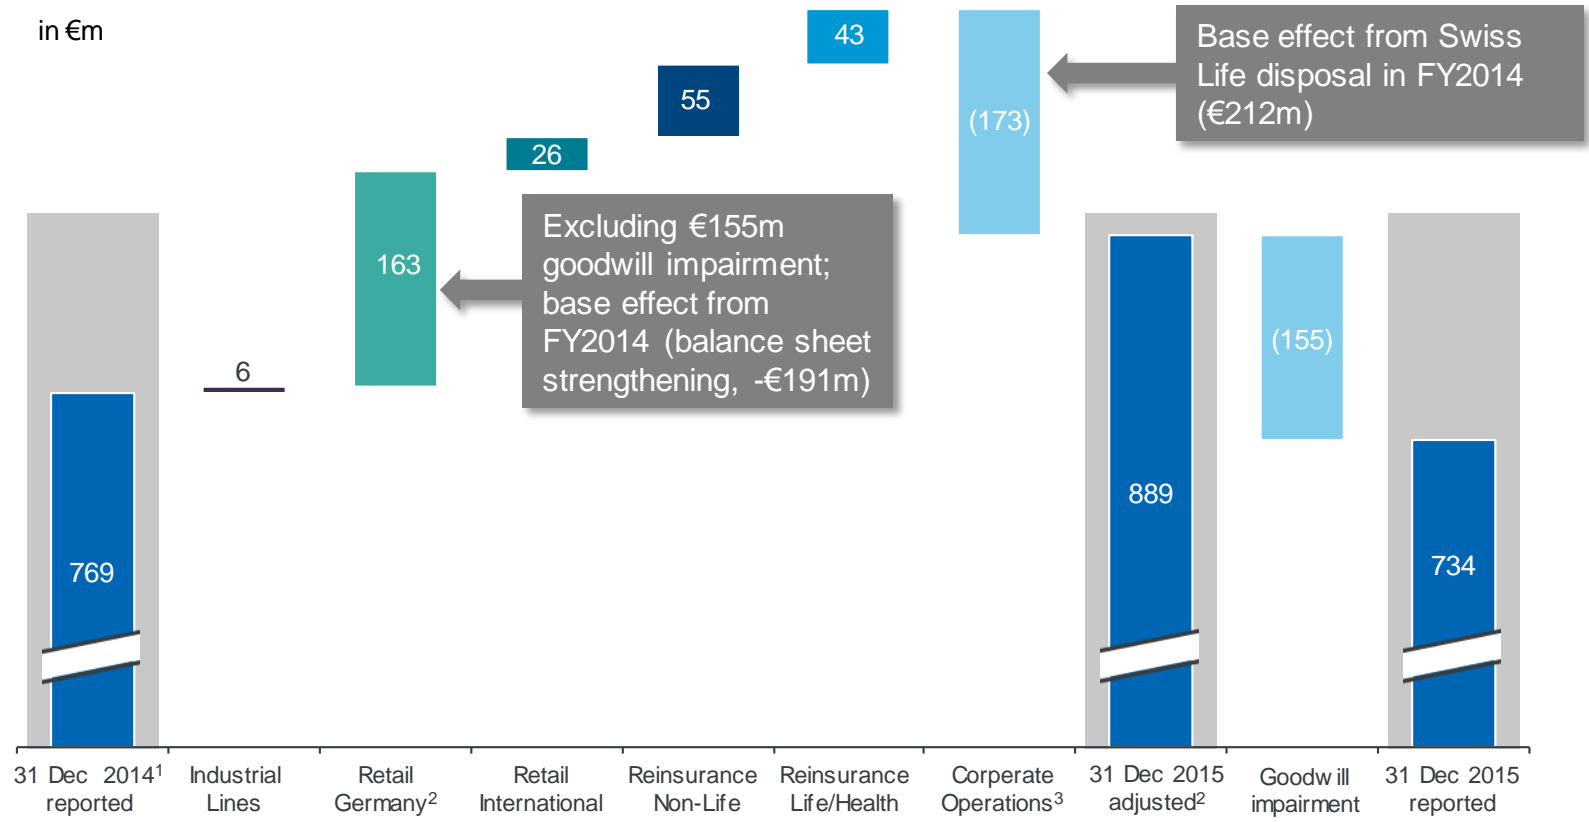 in €m
43
Base effect from Swiss
Life disposal in FY2014
(€212m)
55
(173)
26
Excluding €155m
goodwill impairment;
base effect from
FY2014 (balance sheet
strengthening, -€191m)
163
(155)
6
889
769
734
31 Dec 2014¹
reported
Industrial
Lines
Retail
Germany²
Retail
International
Reinsurance
Non-Life
Reinsurance
Life/Health
Corperate
Operations³
31 Dec 2015
adjusted²
Goodwill
impairment
31 Dec 2015
reported